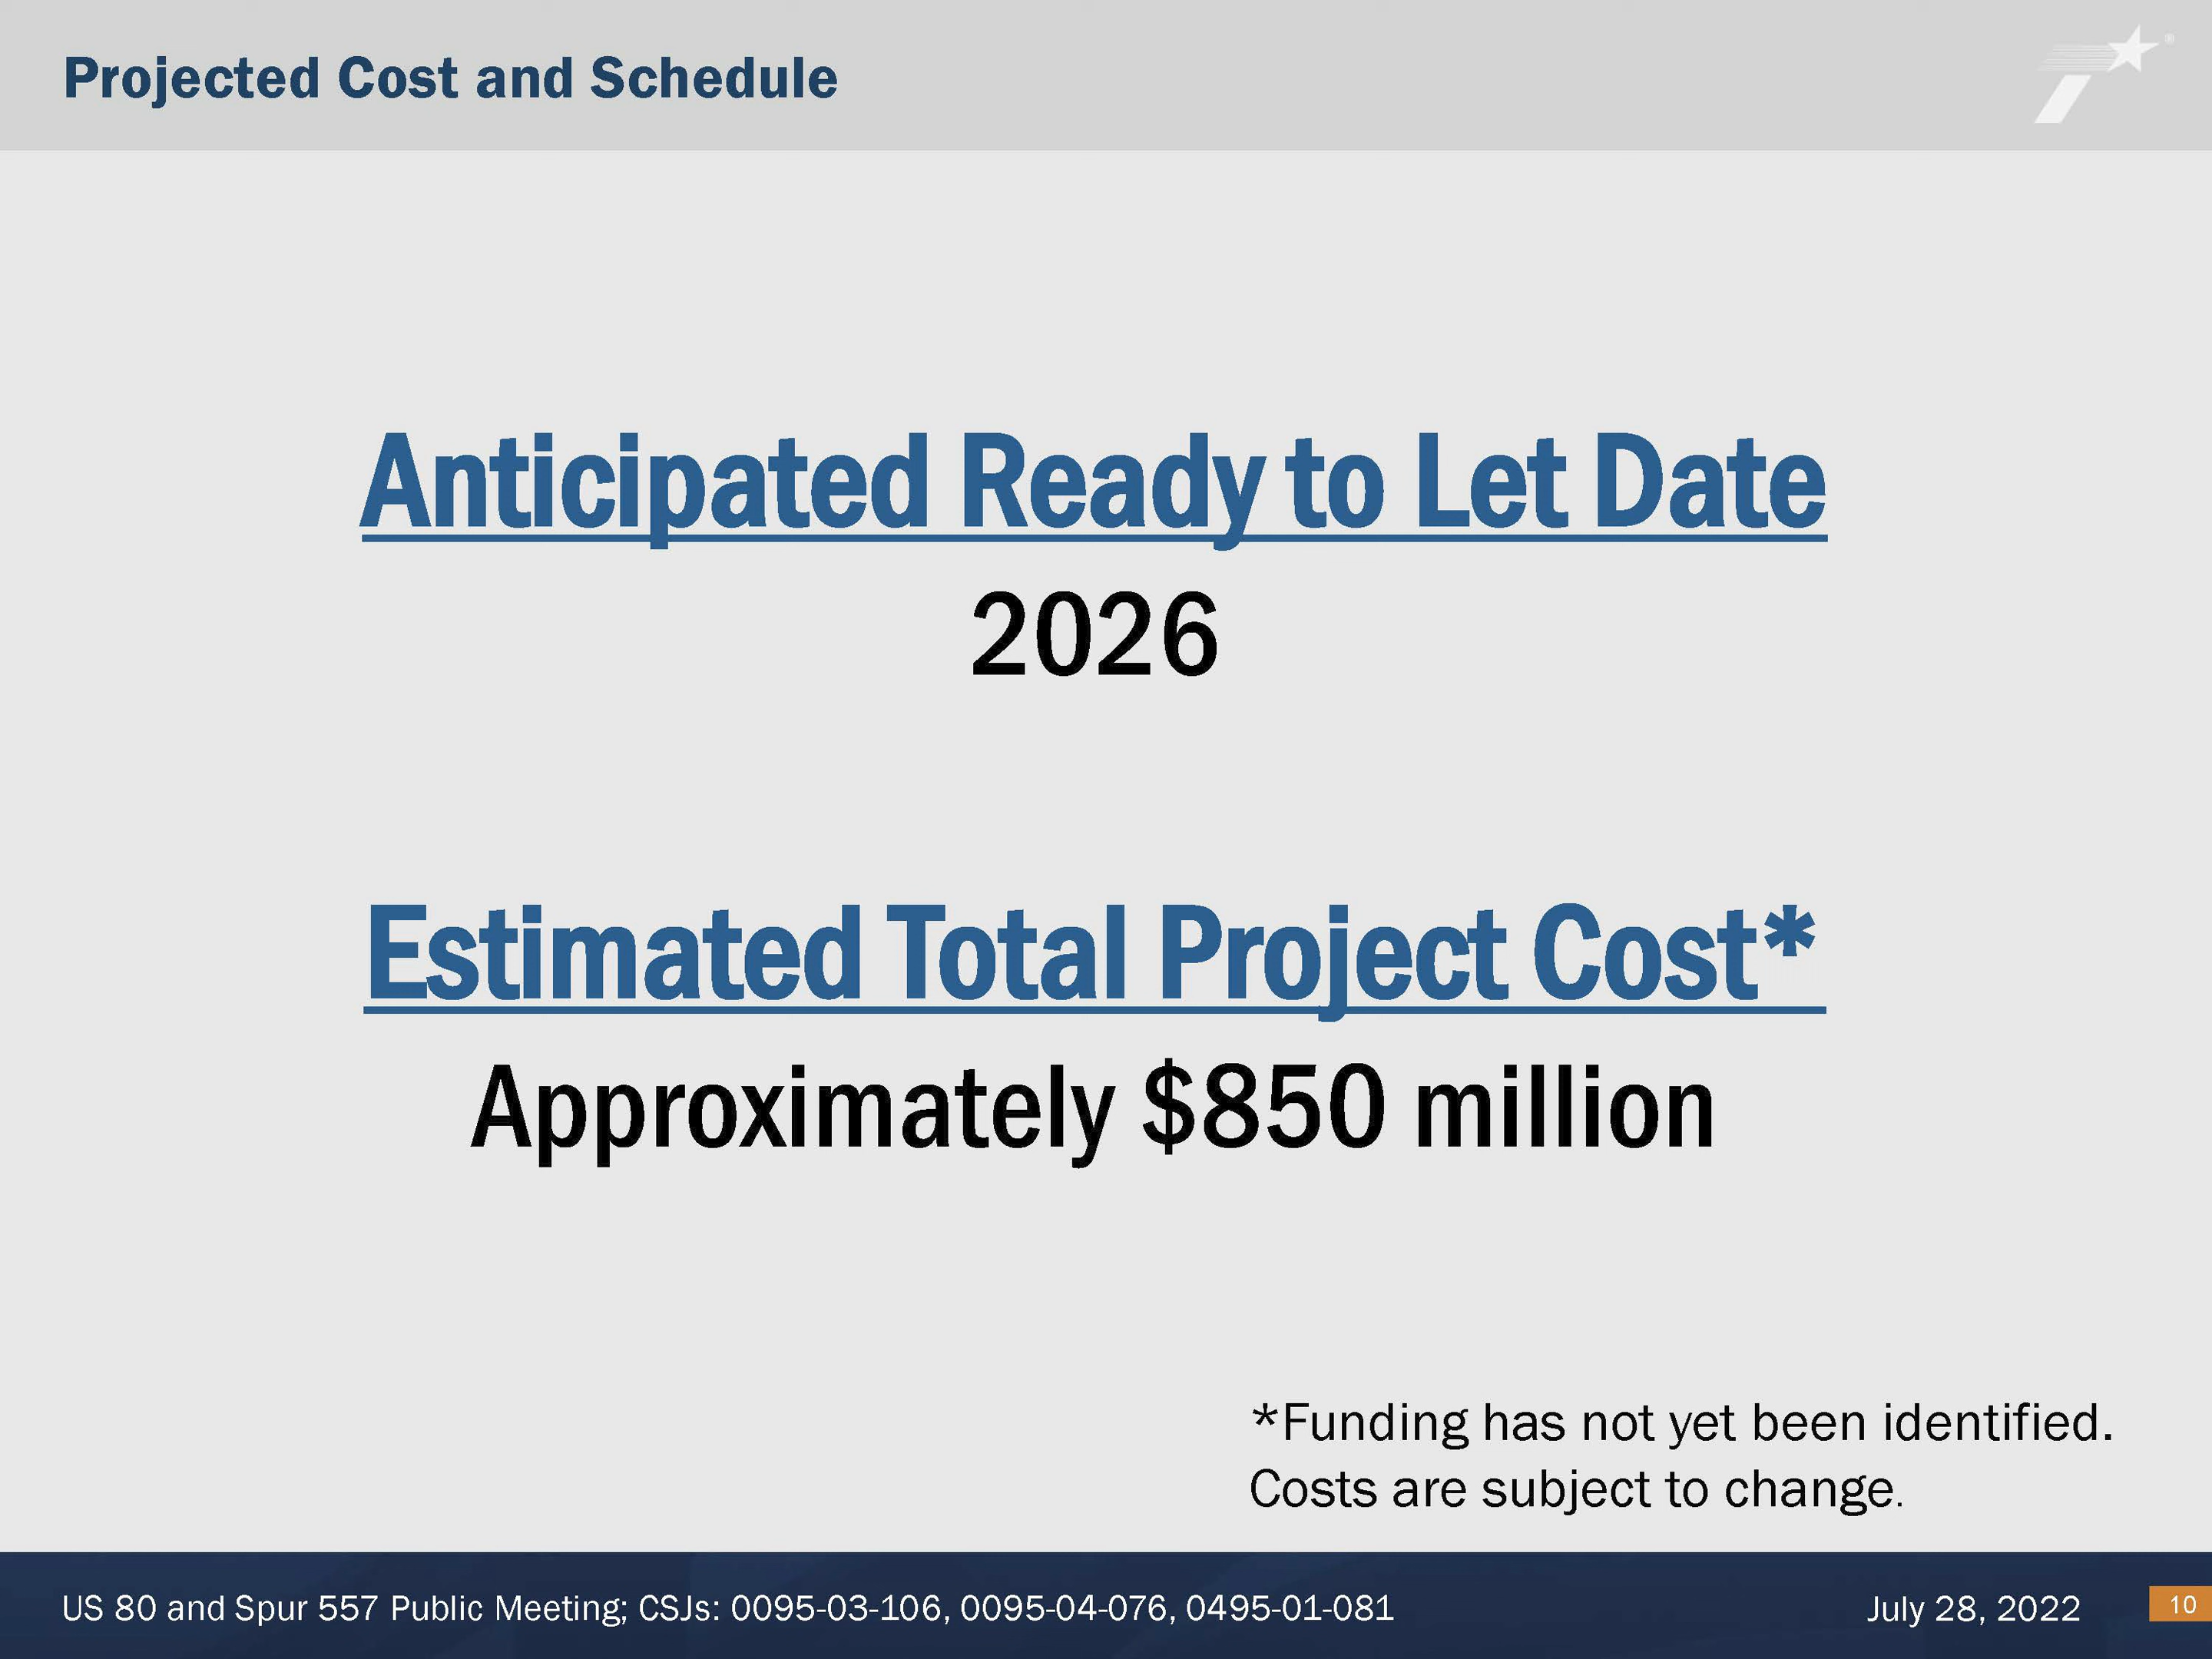 Projected Cost and Schedule
Anticipated Ready to Let Date
2026
Estimated Total Project Cost*
Approximately $850 million
*Funding has not yet been identified.
Costs are subject to change.
US 80 and Spur 557 Public Meeting; CSJs: 0095-03-106, 0095-04-076, 0495-01-081
July 28, 2022
10